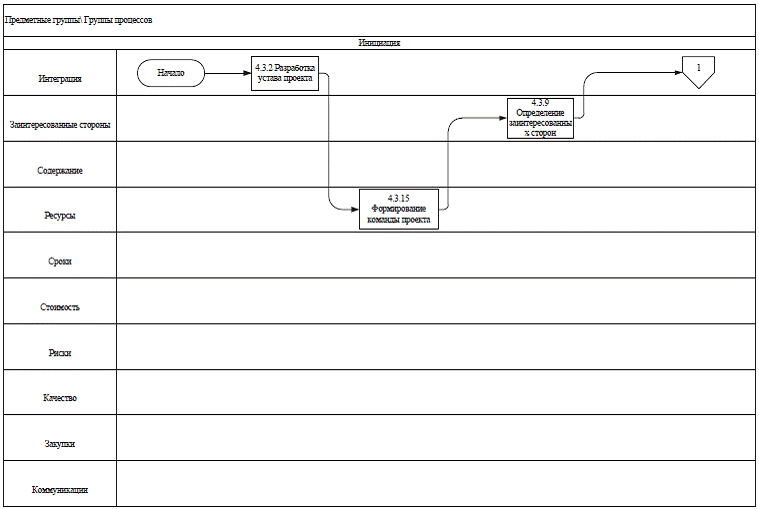 Предметные группы\ Группы процессов
Инициация
Интеграция
Начало
4.3.2 Разработка
устава проекта
1
Заинтересованные стороны
4.3.9
Определение
заинтересованны
х сторон
Содержание
Ресурсы
4.3.15
Формирование
команды проекта
Сроки
Стоимость
Риски
Качество
Закупки
Коммуникации